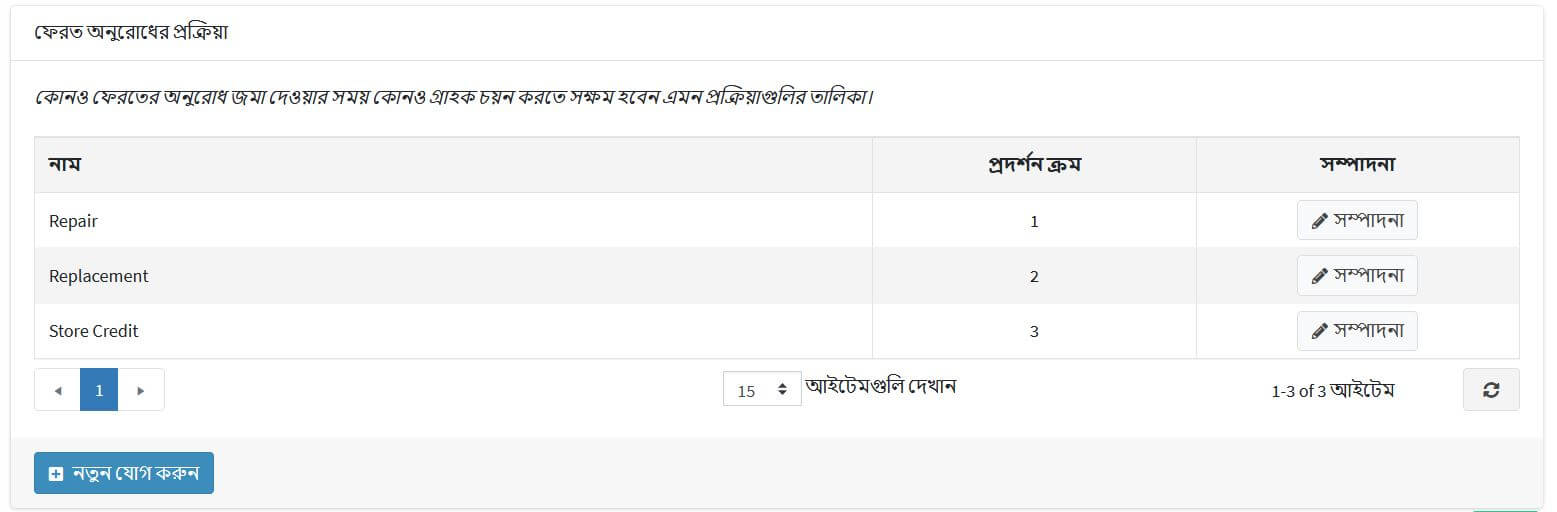 ফেরত অনুরোধের প্রক্রিয়া
কোনও ফেরতের অনুরোধ জমা দেওয়ার সময় কোনও গ্রাহক চয়ন করতে সক্ষম হবেন এমন প্রক্রিয়াগুলির তালিকা।
নাম প্রদর্শন ক্রম সম্পাদনা
Repair 1 সম্পাদনা
Replacement 2 সম্পাদনা
Store Credit 3 সম্পাদনা
1 15 আইটেমগুলি দেখান 1-3 of 3 আইটেম
নতুন যোগ করুন